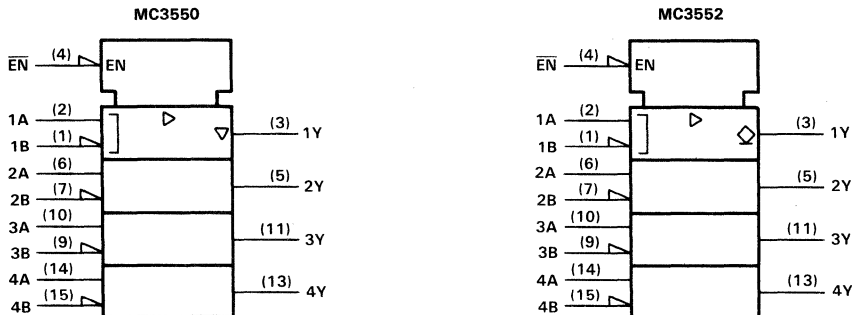 MC3550
EN (4) EN
1A (2)
1B (1)
(3) 1Y
2A (6)
2B (7)
(5) 2Y
3A (10)
3B (9)
(11) 3Y
4A (14)
4B (15)
(13) 4Y
MC3552
EN (4) EN
1A (2)
1B (1)
(3) 1Y
2A (6)
2B (7)
(5) 2Y
3A (10)
3B (9)
(11) 3Y
4A (14)
4B (15)
(13) 4Y